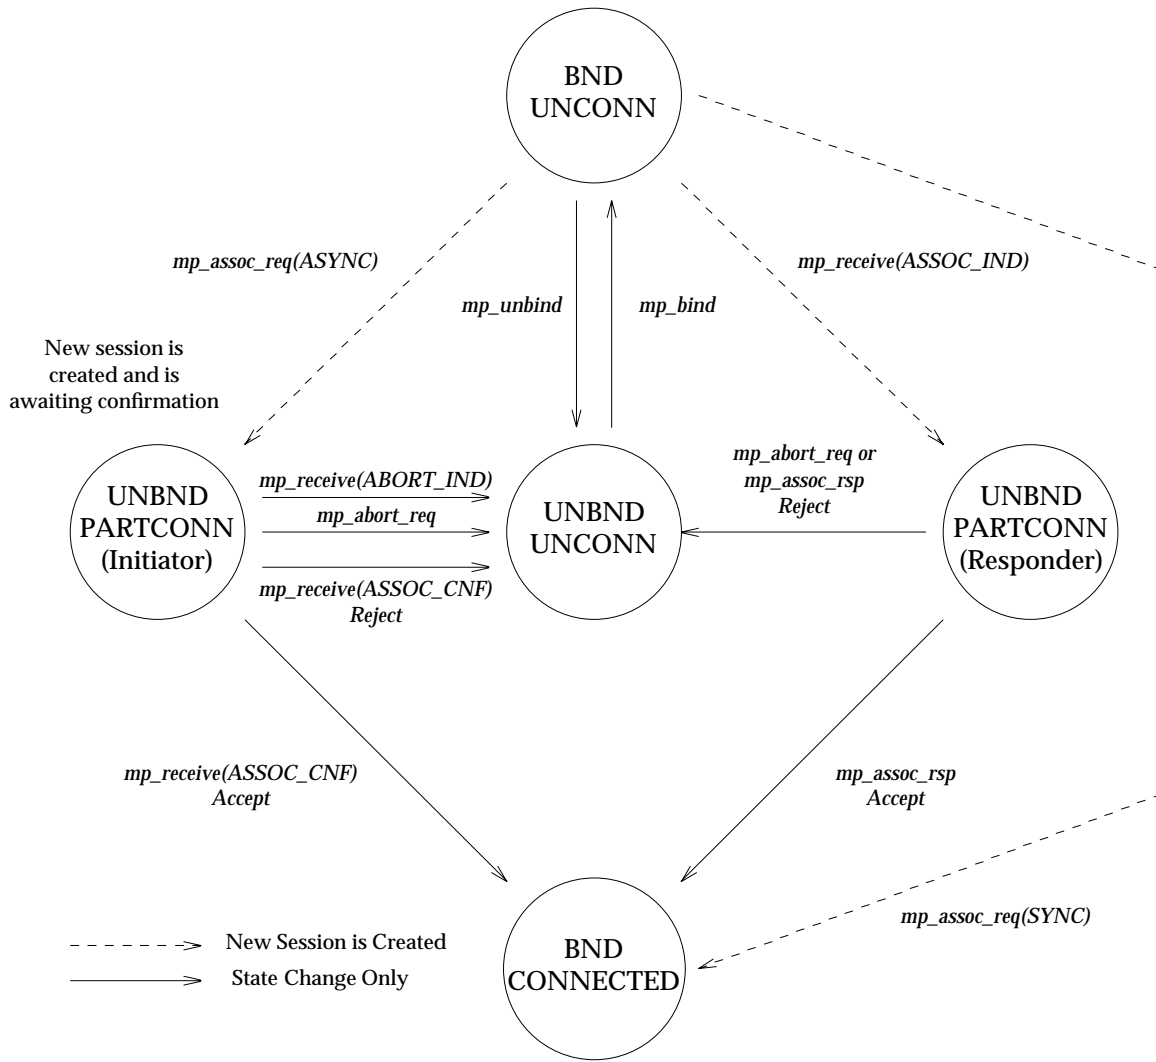 BND
UNCONN
mp_assoc_req(ASYNC)
mp_receive(ASSOC_IND)
mp_unbind
mp_bind
New session is
created and is
awaiting confirmation
UNBND
PARTCONN
(Initiator)
mp_receive(ABORT_IND)
mp_abort_req
mp_receive(ASSOC_CNF)
Reject
UNBND
UNCONN
mp_abort_req or
mp_assoc_rsp
Reject
UNBND
PARTCONN
(Responder)
mp_receive(ASSOC_CNF)
Accept
mp_assoc_rsp
Accept
mp_assoc_req(SYNC)
New Session is Created
State Change Only
BND
CONNECTED